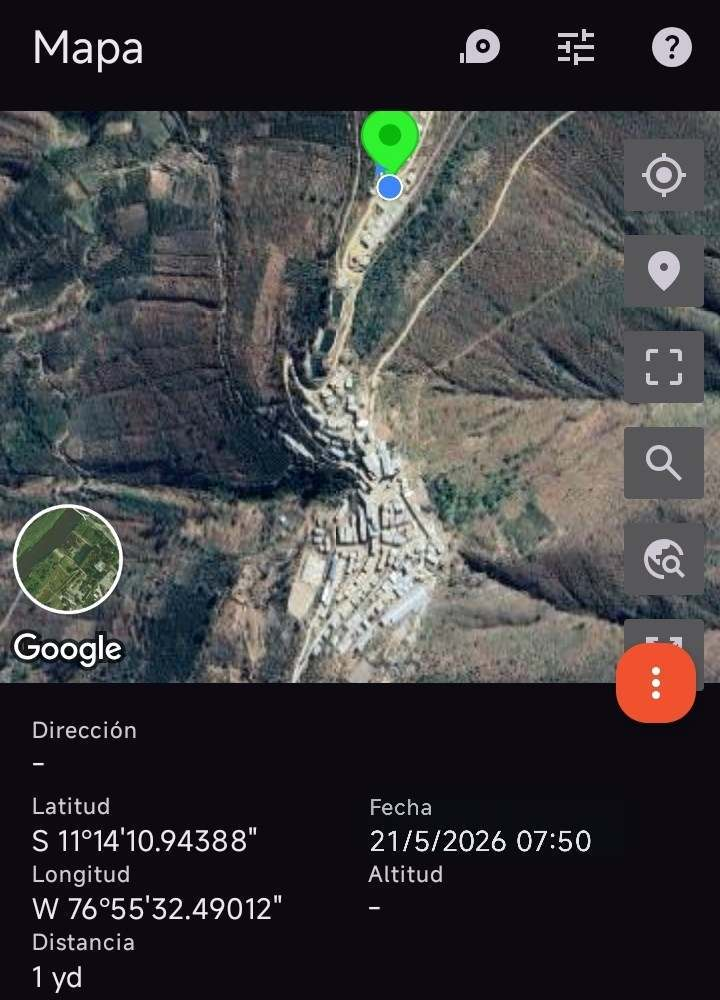 Mapa
Google
Dirección
–
Latitud
S 11°14'10.94388"
Fecha
21/5/2026 07:50
Longitud
W 76°55'32.49012"
Altitud
–
Distancia
1 yd